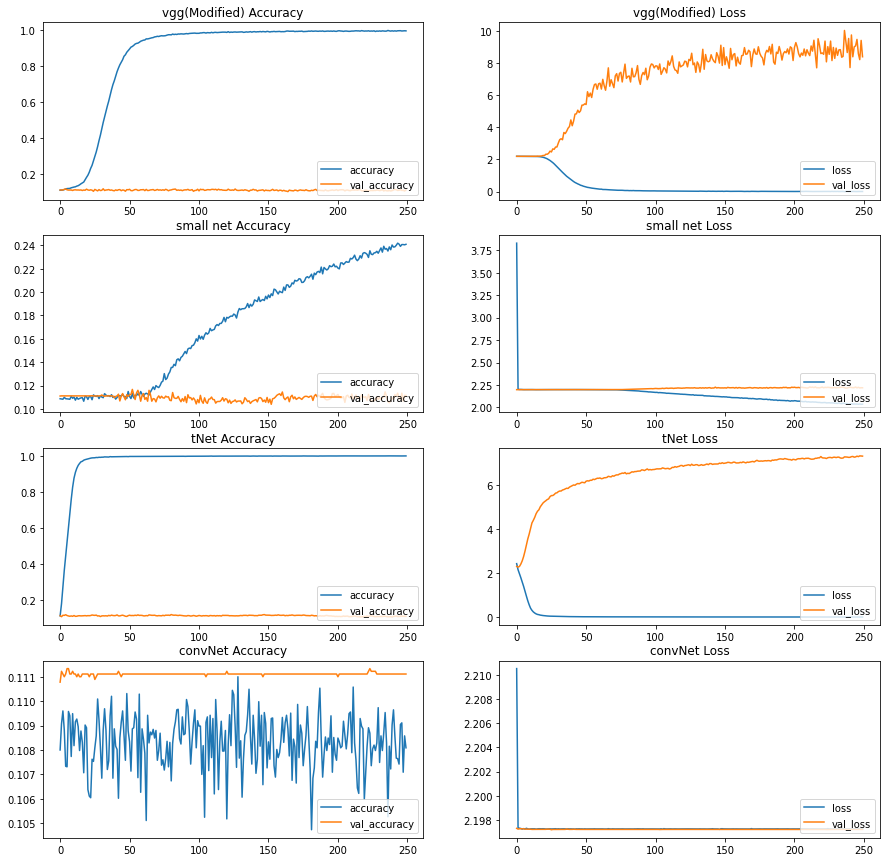 vgg(Modified) Accuracy
1.0
0.8
0.6
0.4
0.2
accuracy
val_accuracy
0 50 100 150 200 250
vgg(Modified) Loss
10
8
6
4
2
0
loss
val_loss
0 50 100 150 200 250
small net Accuracy
0.24
0.22
0.20
0.18
0.16
0.14
0.12
0.10
accuracy
val_accuracy
0 50 100 150 200 250
small net Loss
3.75
3.50
3.25
3.00
2.75
2.50
2.25
2.00
loss
val_loss
0 50 100 150 200 250
tNet Accuracy
1.0
0.8
0.6
0.4
0.2
accuracy
val_accuracy
0 50 100 150 200 250
tNet Loss
6
4
2
0
loss
val_loss
0 50 100 150 200 250
convNet Accuracy
0.111
0.110
0.109
0.108
0.107
0.106
0.105
accuracy
val_accuracy
0 50 100 150 200 250
convNet Loss
2.210
2.208
2.206
2.204
2.202
2.200
2.198
loss
val_loss
0 50 100 150 200 250